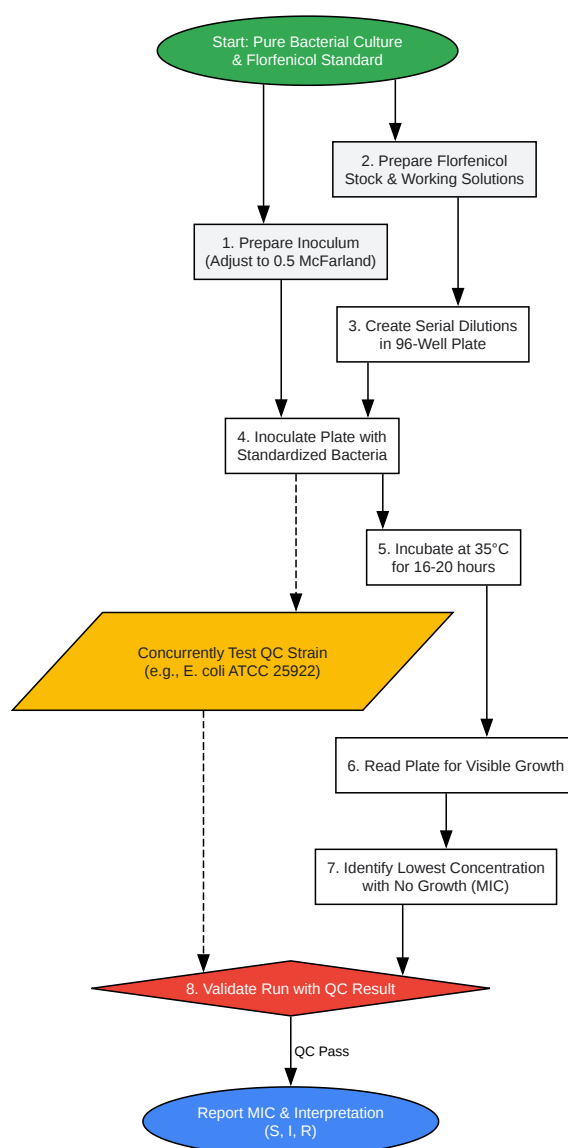 Start: Pure Bacterial Culture
& Florfenicol Standard
2. Prepare Florfenicol
Stock & Working Solutions
1. Prepare Inoculum
(Adjust to 0.5 McFarland)
3. Create Serial Dilutions
in 96-Well Plate
4. Inoculate Plate with
Standardized Bacteria
5. Incubate at 35°C
for 16-20 hours
Concurrently Test QC Strain
(e.g., E. coli ATCC 25922)
6. Read Plate for Visible Growth
7. Identify Lowest Concentration
with No Growth (MIC)
8. Validate Run with QC Result
QC Pass
Report MIC & Interpretation
(S, I, R)